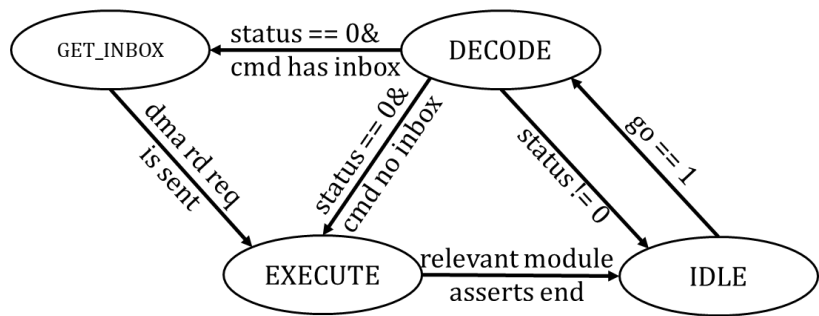 GET_INBOX
status == 0&
cmd has inbox
DECODE
dma rd req
is sent
status == 0&
cmd no inbox
status != 0
go == 1
EXECUTE
relevant module
asserts end
IDLE